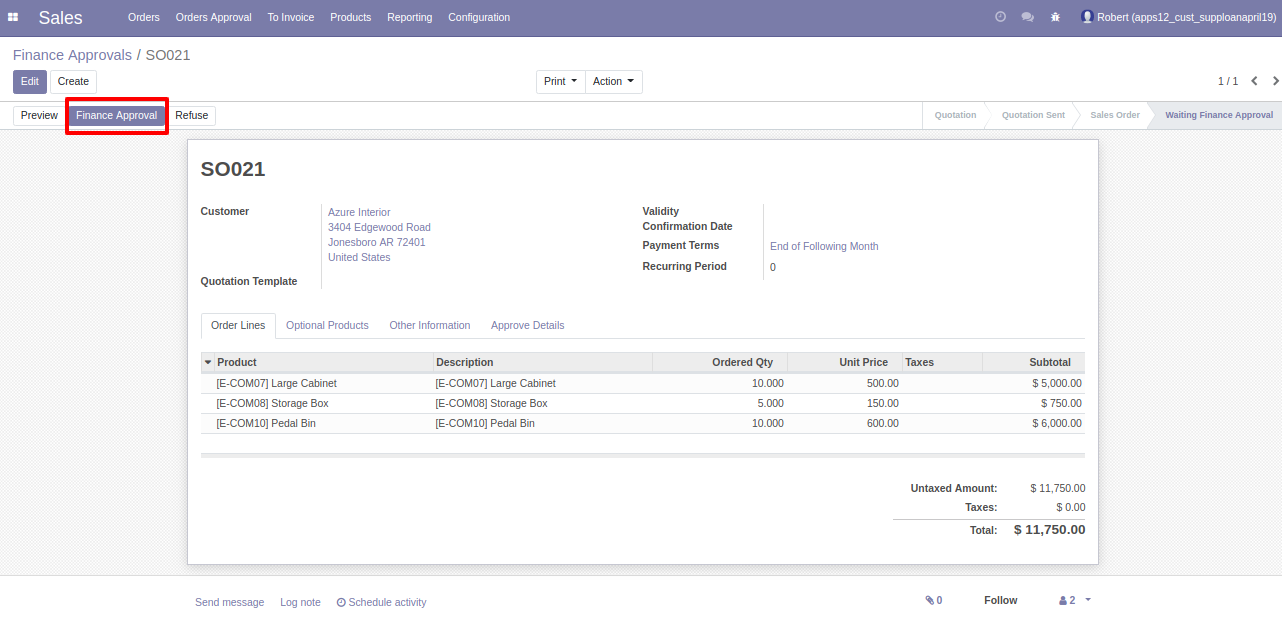 Sales Orders Orders Approval To Invoice Products Reporting Configuration Robert (apps12_cust_supploanapril19)
Finance Approvals / SO021
Edit Create Print Action 1 / 1
Preview Finance Approval Refuse Quotation Quotation Sent Sales Order Waiting Finance Approval
SO021
Customer Azure Interior
3404 Edgewood Road
Jonesboro AR 72401
United States
Quotation Template
Validity
Confirmation Date
Payment Terms End of Following Month
Recurring Period 0
Order Lines Optional Products Other Information Approve Details
Product Description Ordered Qty Unit Price Taxes Subtotal
[E-COM07] Large Cabinet [E-COM07] Large Cabinet 10.000 500.00 $ 5,000.00
[E-COM08] Storage Box [E-COM08] Storage Box 5.000 150.00 $ 750.00
[E-COM10] Pedal Bin [E-COM10] Pedal Bin 10.000 600.00 $ 6,000.00
Untaxed Amount: $ 11,750.00
Taxes: $ 0.00
Total: $ 11,750.00
Send message Log note Schedule activity 0 Follow 2